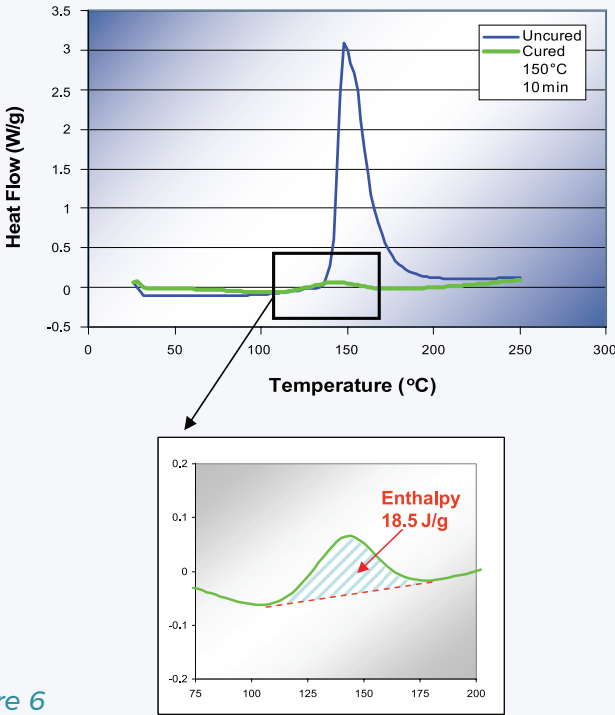 3.5
3
2.5
2
1.5
1
0.5
0
-0.5
Heat Flow (W/g)
Uncured
Cured
150°C
10 min
0 50 100 150 200 250 300
Temperature (°C)
0.2
0.1
0
-0.1
-0.2
Enthalpy
18.5 J/g
75 100 125 150 175 200
re 6